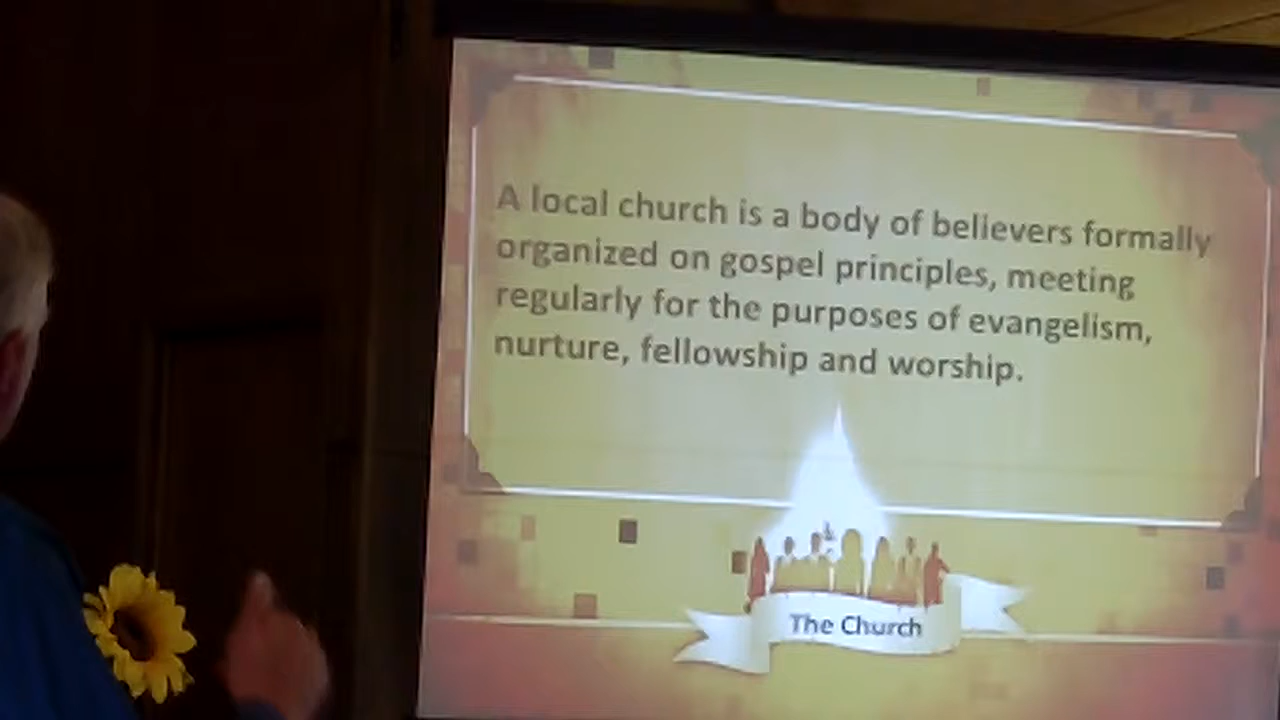 A local church is a body of believers formally
organized on gospel principles, meeting
regularly for the purposes of evangelism,
nurture, fellowship and worship.
The Church